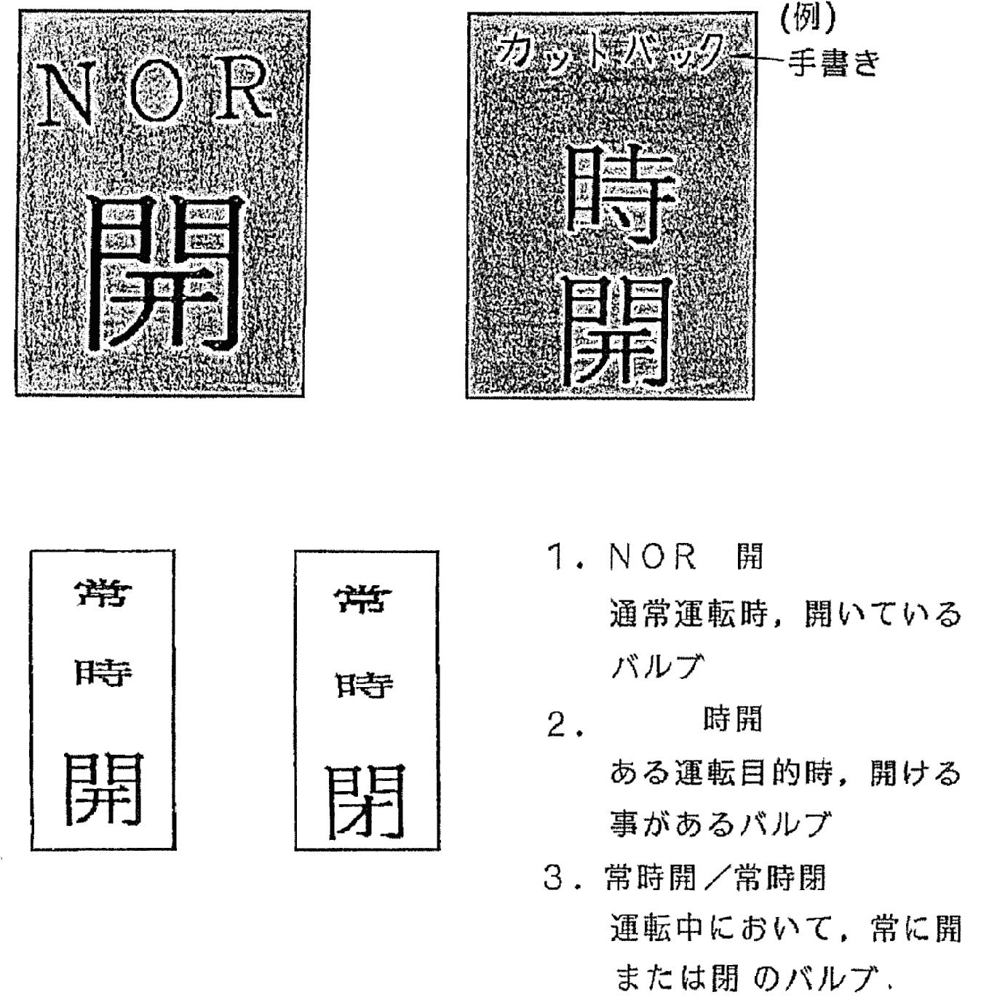 NOR
開
カットバック
時
開
(例)
手書き
常
時
開
常
時
閉
1. NOR 開
通常運転時，開いている
バルブ
2. 時開
ある運転目的時，開ける
事があるバルブ
3. 常時開／常時閉
運転中において，常に開
または閉のバルブ．